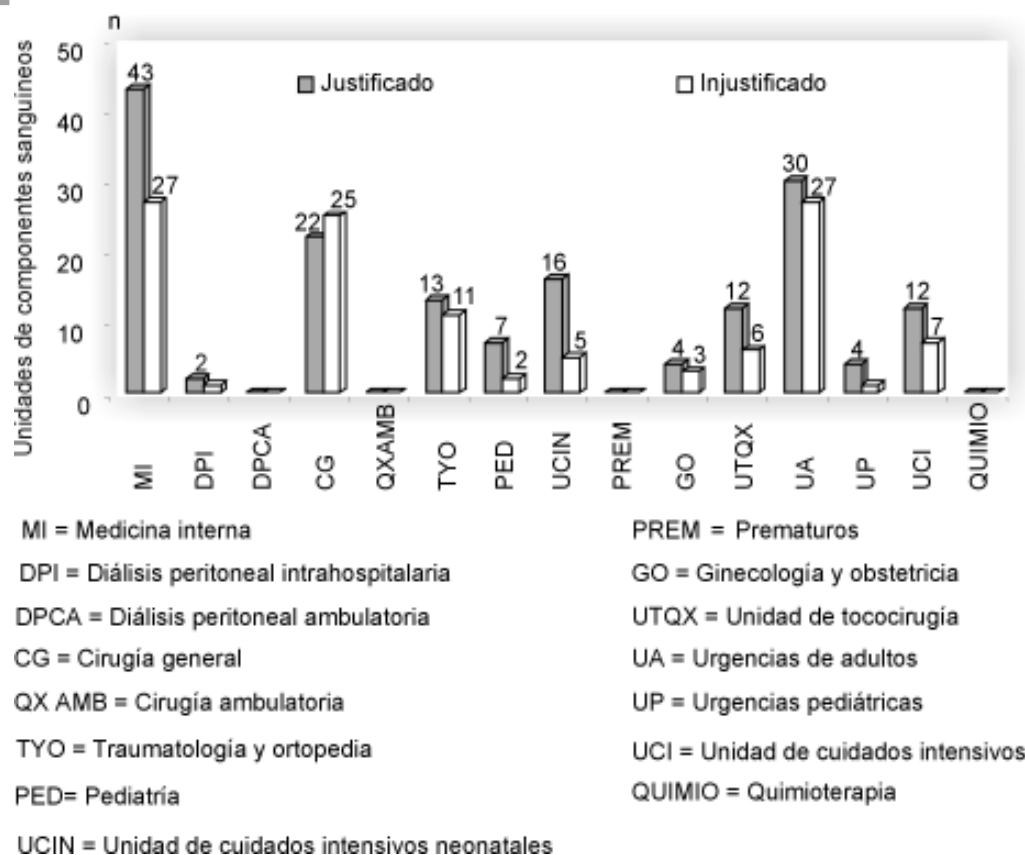 n
Unidades de componentes sanguineos
50
40
30
20
10
0
Justificado
Injustificado
43
27
2
22
25
13
11
7
2
16
5
4
3
12
6
30
27
4
12
7
MI
DPI
DPCA
CG
QXAMB
TYO
PED
UCIN
PREM
GO
UTQX
UA
UP
UCI
QUIMIO
MI = Medicina interna
DPI = Diálisis peritoneal intrahospitalaria
DPCA = Diálisis peritoneal ambulatoria
CG = Cirugía general
QX AMB = Cirugía ambulatoria
TYO = Traumatología y ortopedia
PED= Pediatría
UCIN = Unidad de cuidados intensivos neonatales
PREM = Prematuros
GO = Ginecología y obstetricia
UTQX = Unidad de tococirugía
UA = Urgencias de adultos
UP = Urgencias pediátricas
UCI = Unidad de cuidados intensivos
QUIMIO = Quimioterapia